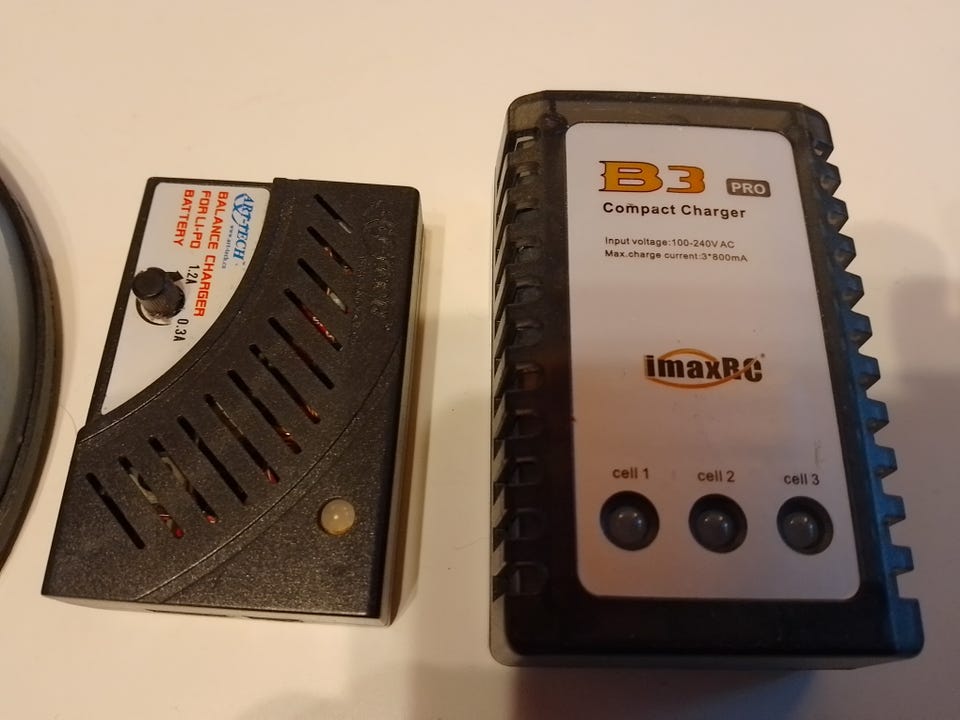 ART-TECH
BALANCE CHARGER
FOR LI-PO
BATTERY
1.2A
0.3A
B3 PRO
Compact Charger
Input voltage:100-240V AC
Max.charge current:3*800mA
imaxRC
cell 1
cell 2
cell 3